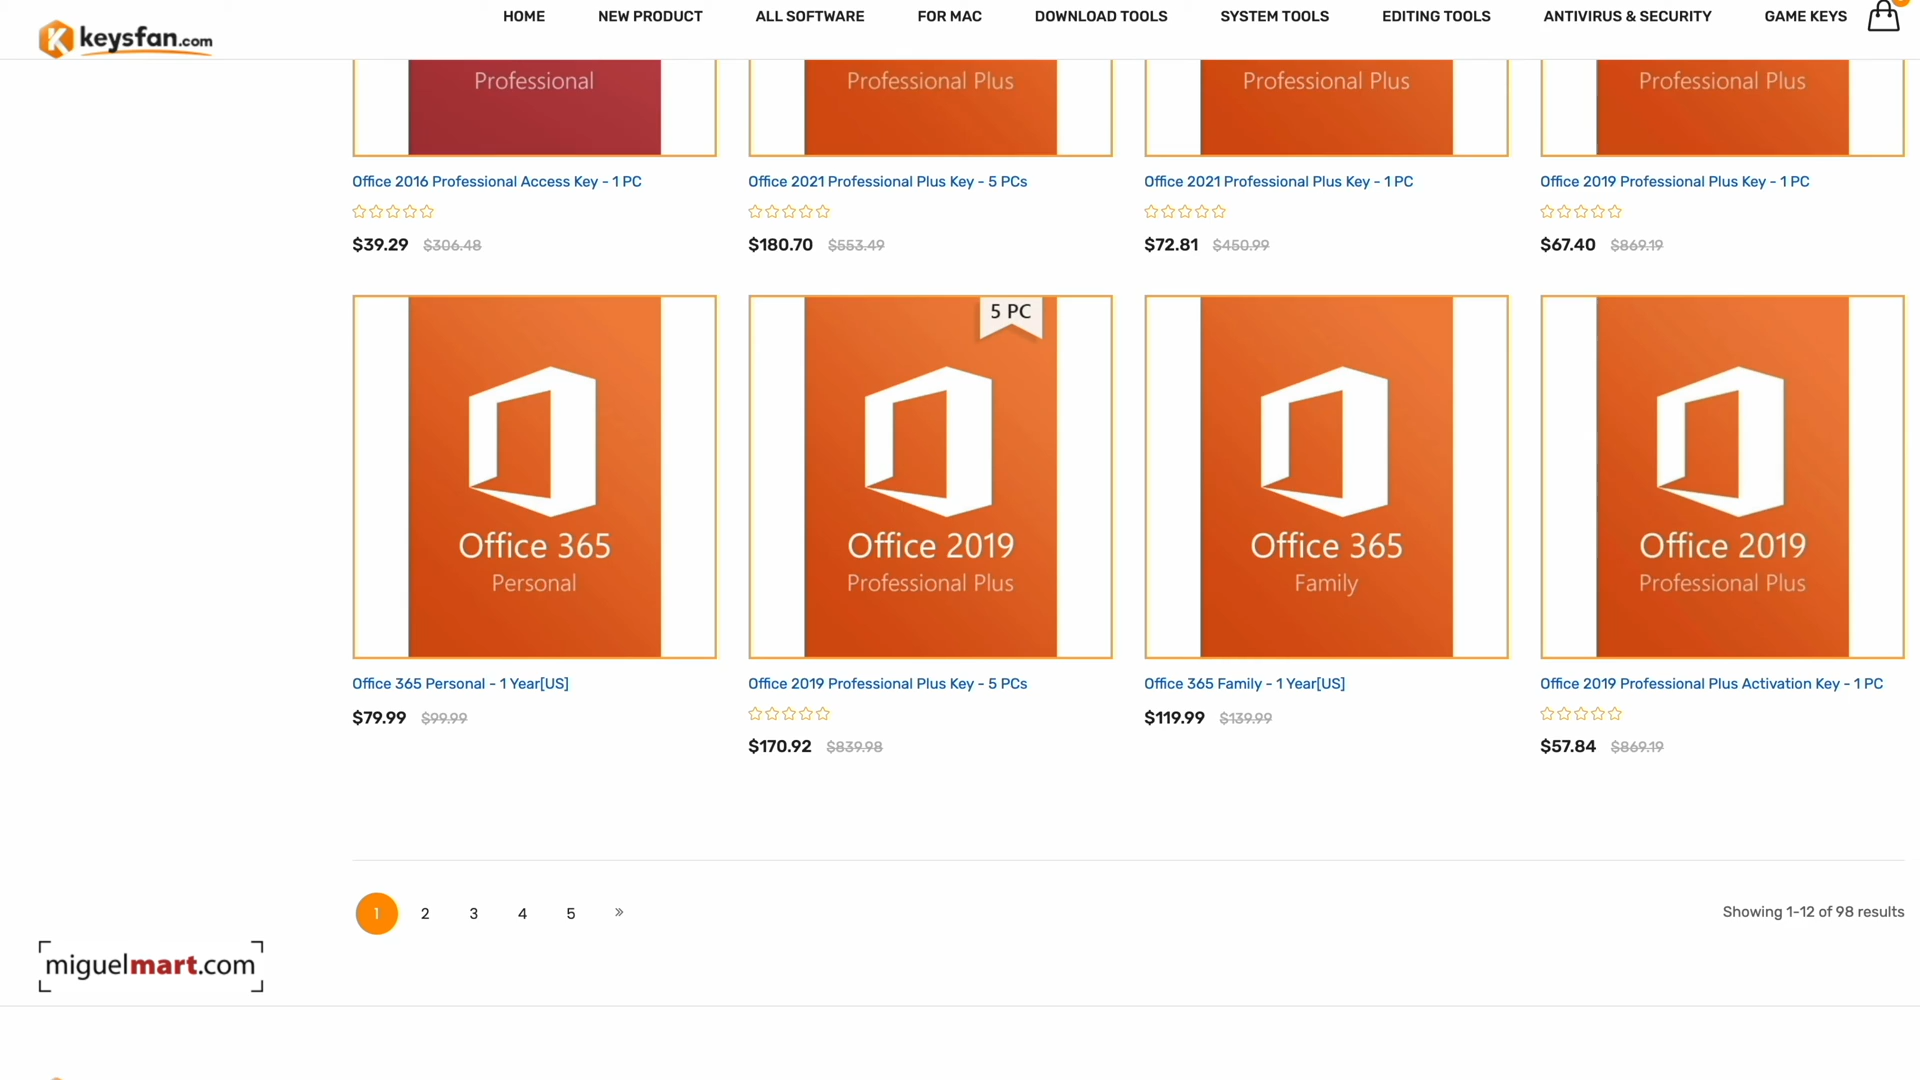 keysfan.com
HOME NEW PRODUCT ALL SOFTWARE FOR MAC DOWNLOAD TOOLS SYSTEM TOOLS EDITING TOOLS ANTIVIRUS & SECURITY GAME KEYS
Professional
Professional Plus
Professional Plus
Professional Plus
Office 2016 Professional Access Key - 1 PC
$39.29 $306.48
Office 2021 Professional Plus Key - 5 PCs
$180.70 $553.49
Office 2021 Professional Plus Key - 1 PC
$72.81 $450.99
Office 2019 Professional Plus Key - 1 PC
$67.40 $869.19
Office 365
Personal
Office 365 Personal - 1 Year[US]
$79.99 $99.99
5 PC
Office 2019
Professional Plus
Office 2019 Professional Plus Key - 5 PCs
$170.92 $839.98
Office 365
Family
Office 365 Family - 1 Year[US]
$119.99 $139.99
Office 2019
Professional Plus
Office 2019 Professional Plus Activation Key - 1 PC
$57.84 $869.19
1 2 3 4 5 »
Showing 1-12 of 98 results
miguelmart.com